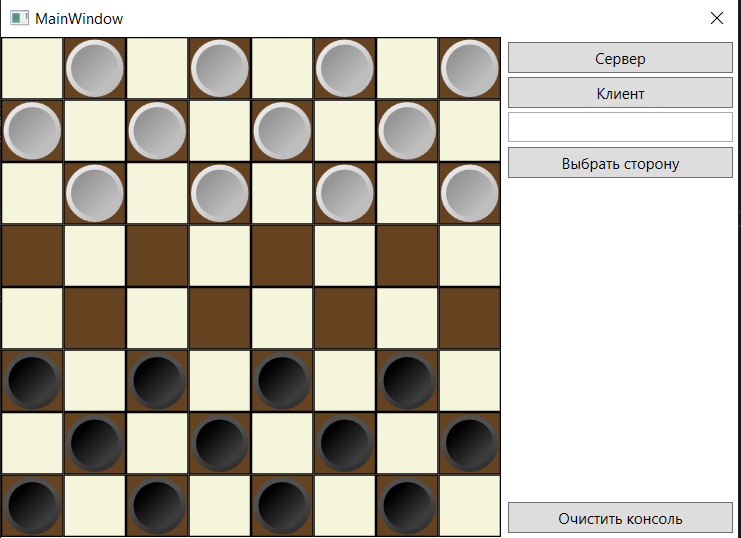 MainWindow
Сервер
Клиент
Выбрать сторону
Очистить консоль